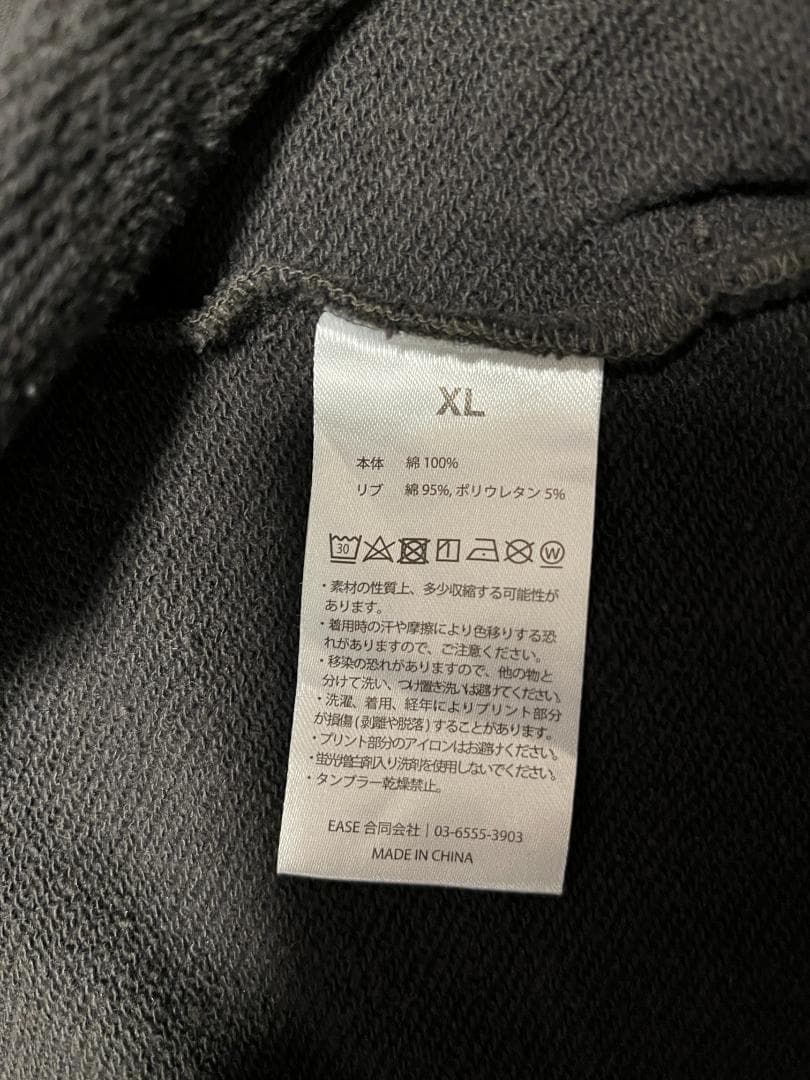 XL
本体 綿 100%
リブ 綿 95%, ポリウレタン 5%
30 W
・素材の性質上、多少収縮する可能性が
あります。
・着用時の汗や摩擦により色移りする恐
れがありますので、ご注意ください。
・移染の恐れがありますので、他の物と
分けて洗い、つけ置き洗いは避けてください。
・洗濯、着用、経年によりプリント部分
が損傷(剥離や脱落)することがあります。
・プリント部分のアイロンはお避けください。
・蛍光増白剤入り洗剤を使用しないでください。
・タンブラー乾燥禁止。
EASE 合同会社 | 03-6555-3903
MADE IN CHINA